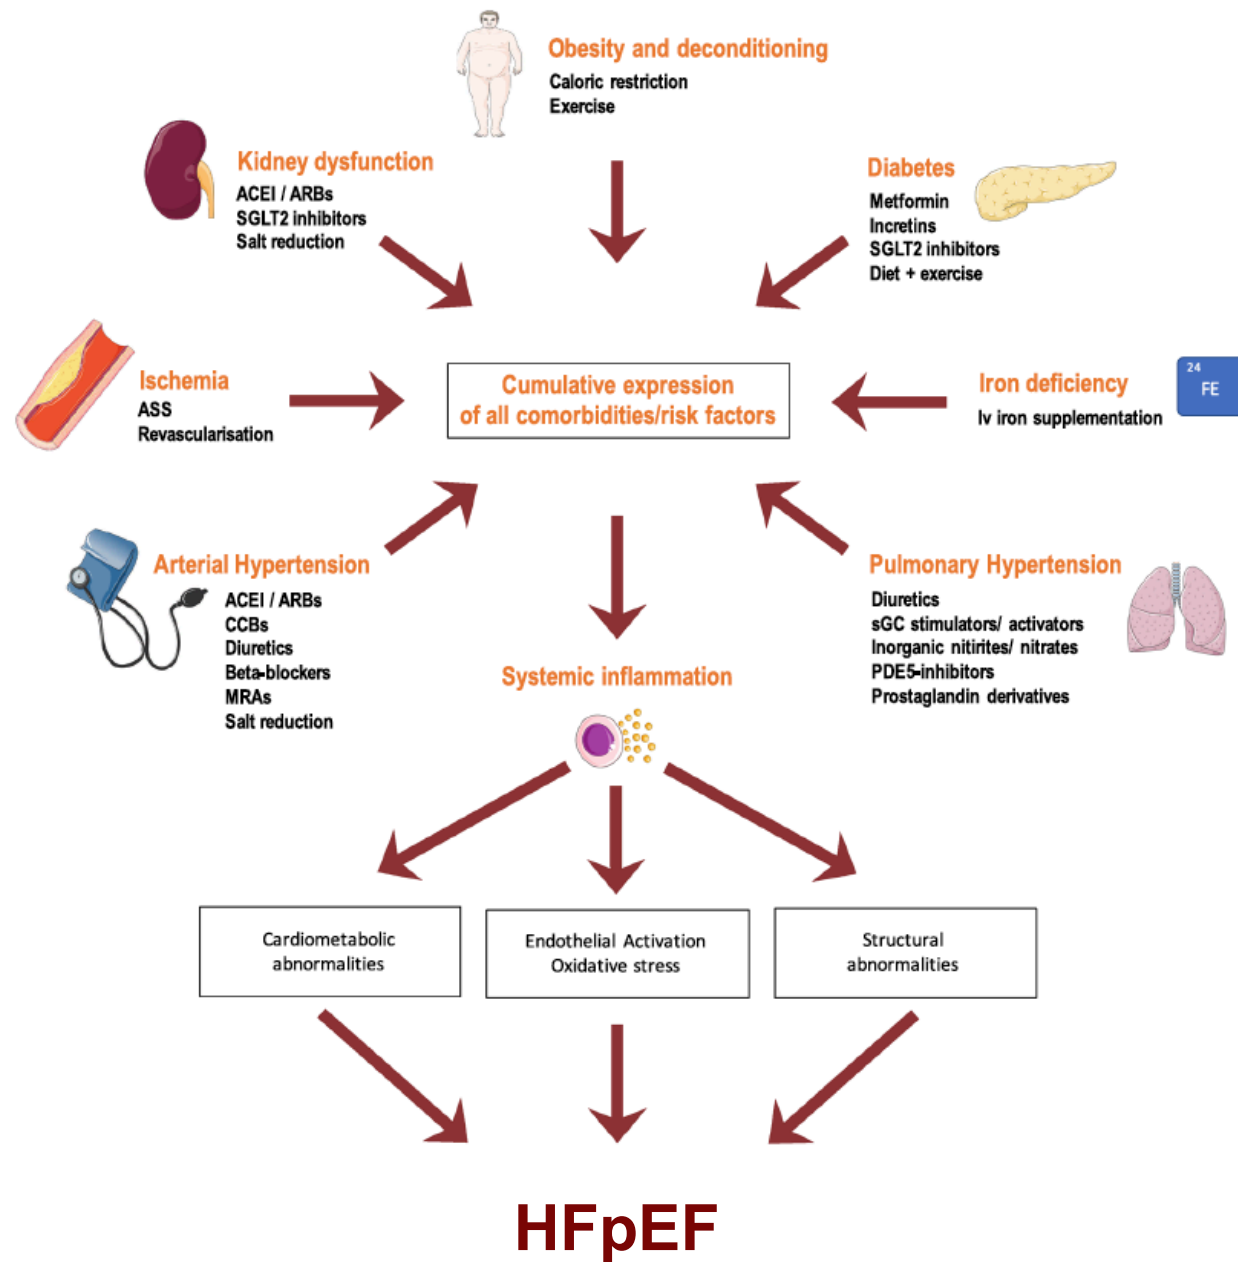 Obesity and deconditioning
Caloric restriction
Exercise
Kidney dysfunction
ACEI / ARBs
SGLT2 inhibitors
Salt reduction
Diabetes
Metformin
Incretins
SGLT2 inhibitors
Diet + exercise
Ischemia
ASS
Revascularisation
Cumulative expression
of all comorbidities/risk factors
Iron deficiency
Iv iron supplementation
24
FE
Arterial Hypertension
ACEI / ARBs
CCBs
Diuretics
Beta-blockers
MRAs
Salt reduction
Pulmonary Hypertension
Diuretics
sGC stimulators/ activators
Inorganic nitirites/ nitrates
PDE5-inhibitors
Prostaglandin derivatives
Systemic inflammation
Cardiometabolic
abnormalities
Endothelial Activation
Oxidative stress
Structural
abnormalities
HFpEF